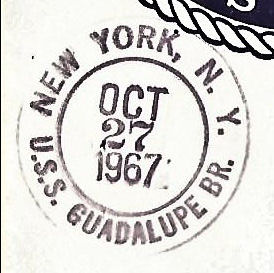 NEW YORK, N. Y.
OCT
27
1967
U.S.S. GUADALUPE BR.
S